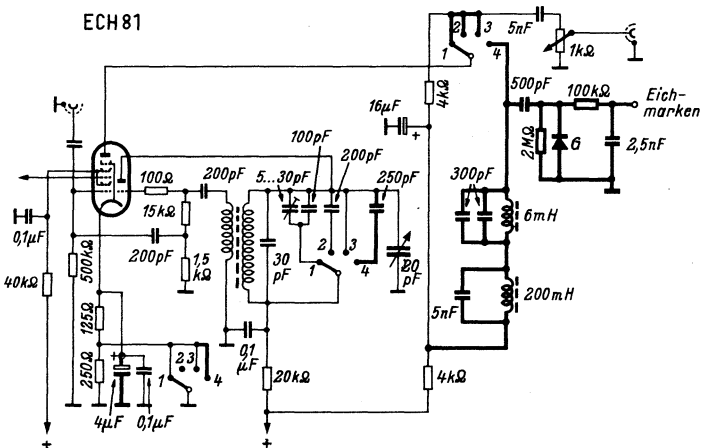 ECH81
2 3
1
4
5nF
1kΩ
4kΩ
16µF
+
500pF
100kΩ
Eich-
marken
2MΩ
G
2,5nF
100pF
200pF
5...30pF
200pF
250pF
100Ω
15kΩ
200pF
1,5
kΩ
0,1µF
500kΩ
40kΩ
30
pF
2
3
1
4
20
pF
300pF
6mH
5nF
200mH
125Ω
250Ω
+
4µF
0,1µF
2 3
1
4
0,1
µF
20kΩ
4kΩ
+
+